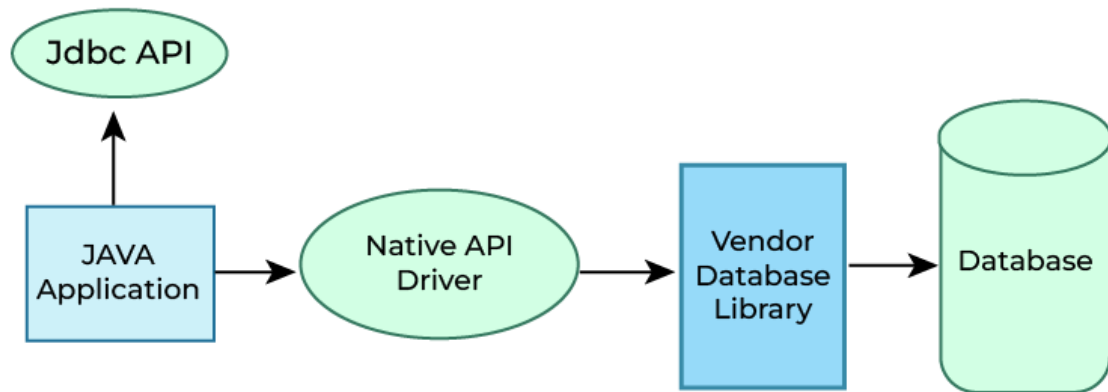 Jdbc API
JAVA
Application
Native API
Driver
Vendor
Database
Library
Database